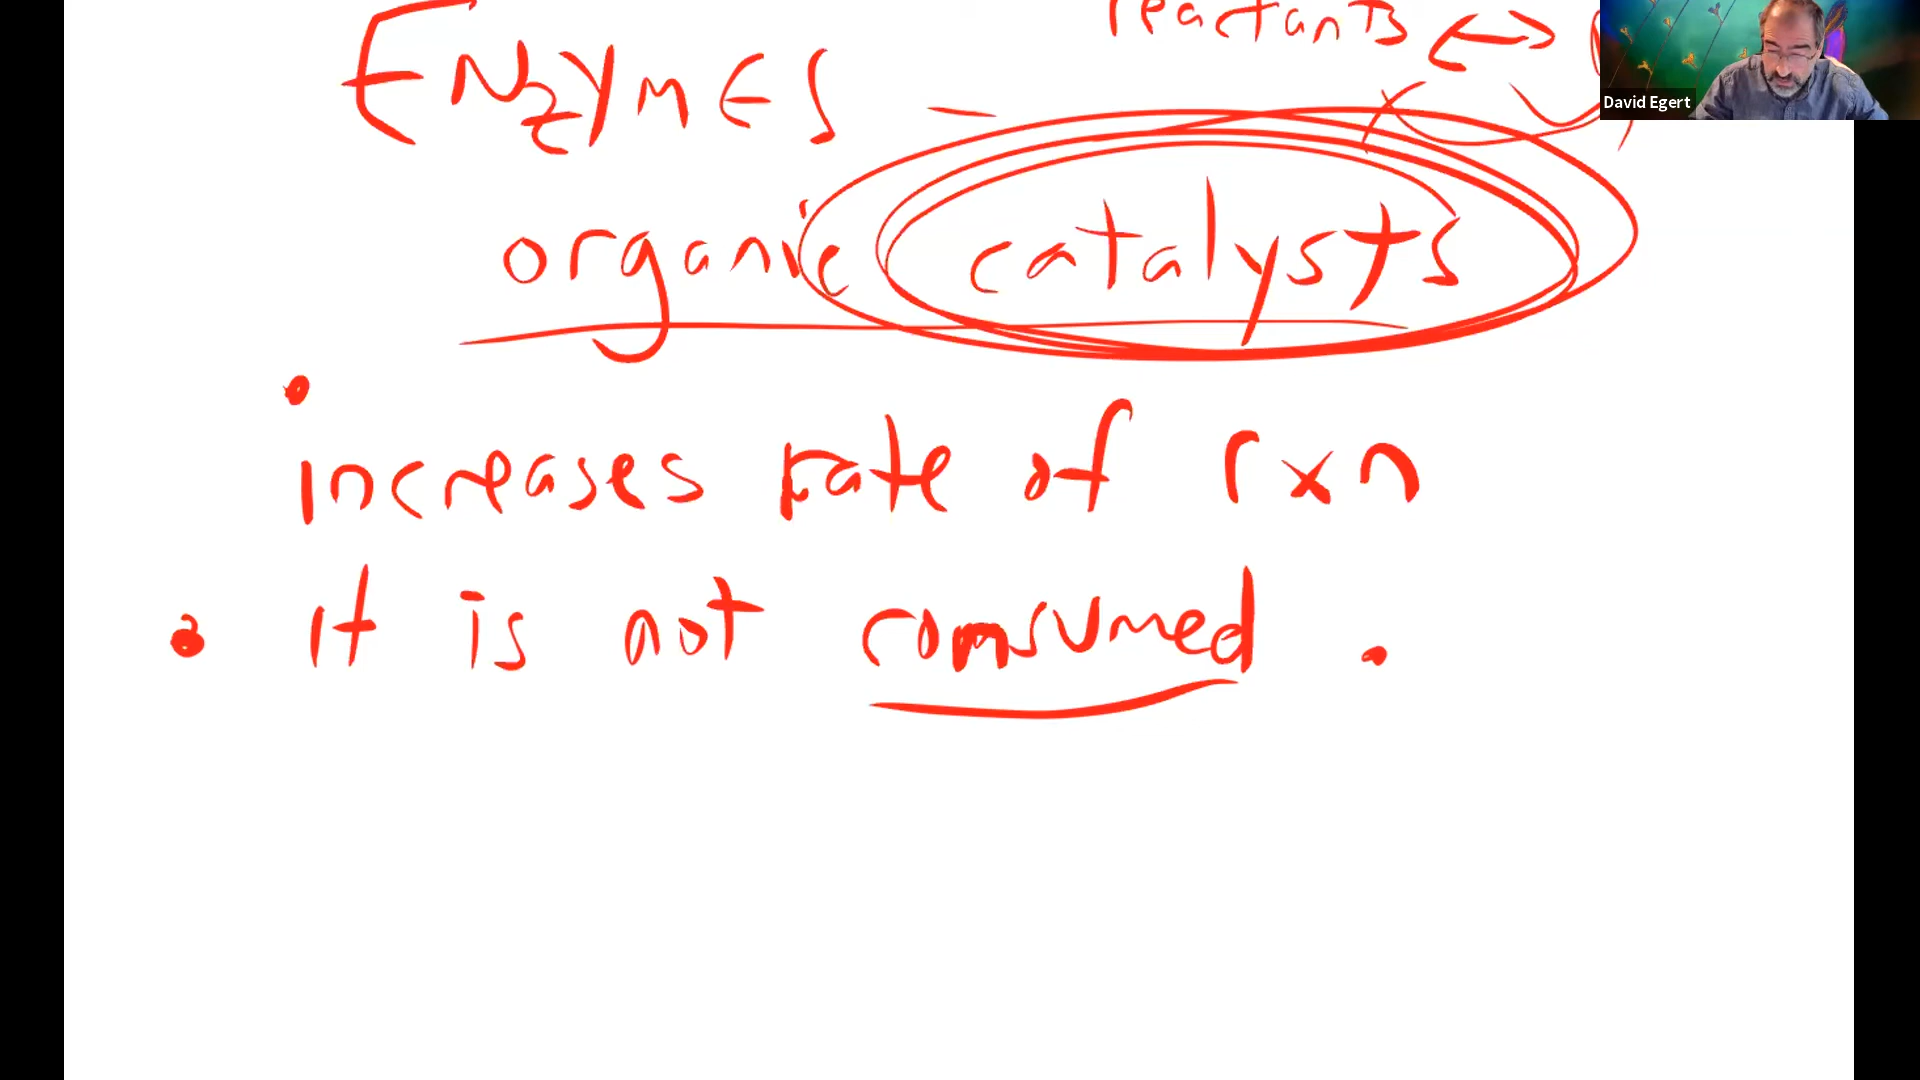 reactants ↔
David Egert
ENZYMES —
organic catalysts
• increases rate of rxn
• it is not consumed .